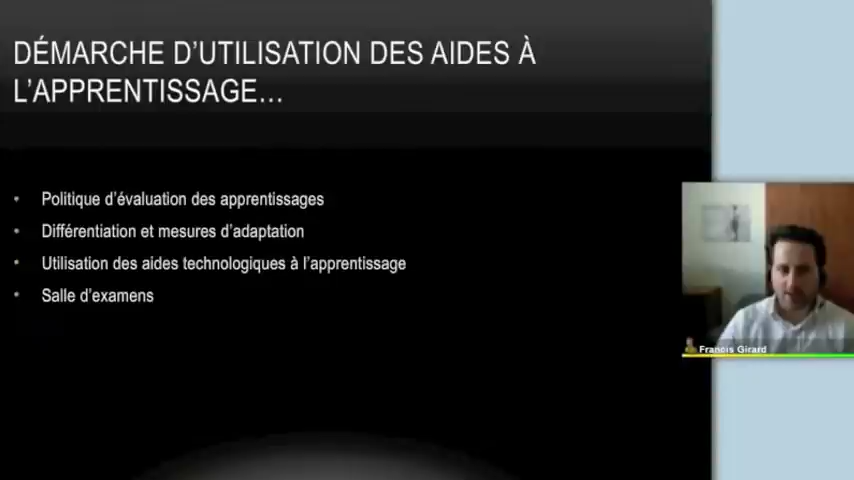 DÉMARCHE D'UTILISATION DES AIDES À
L'APPRENTISSAGE...
• Politique d'évaluation des apprentissages
• Différentiation et mesures d'adaptation
• Utilisation des aides technologiques à l'apprentissage
• Salle d'examens
Francis Girard